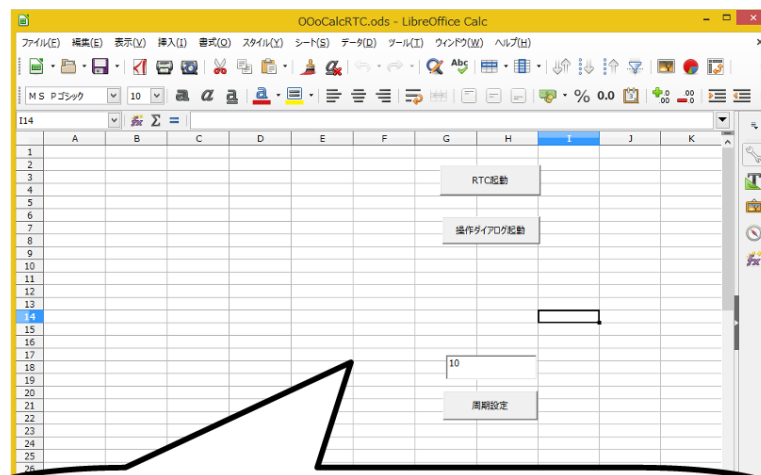 OOoCalcRTC.ods - LibreOffice Calc
ファイル(F) 編集(E) 表示(V) 挿入(I) 書式(O) スタイル(Y) シート(S) データ(D) ツール(T) ウィンドウ(W) ヘルプ(H)
Abc
MS Pゴシック 10 a a a a % 0.0
I14 fx Σ =
A B C D E F G H I J K
1
2
3 RTC起動
4
5
6
7 操作ダイアログ起動
8
9
10
11
12
13
14
15
16
17
18 10
19
20
21 周期設定
22
23
24
25
26